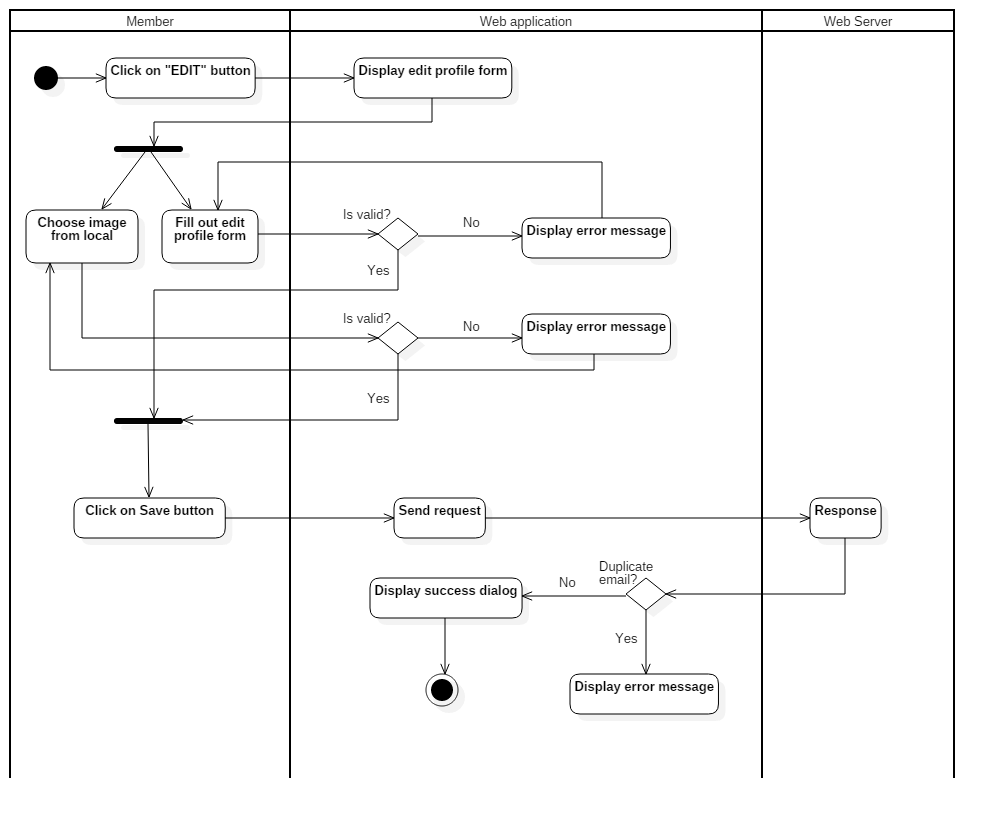 Member
Web application
Web Server
Click on "EDIT" button
Display edit profile form
Choose image
from local
Fill out edit
profile form
Is valid?
No
Display error message
Yes
Is valid?
No
Display error message
Yes
Click on Save button
Send request
Response
Duplicate
email?
No
Display success dialog
Yes
Display error message